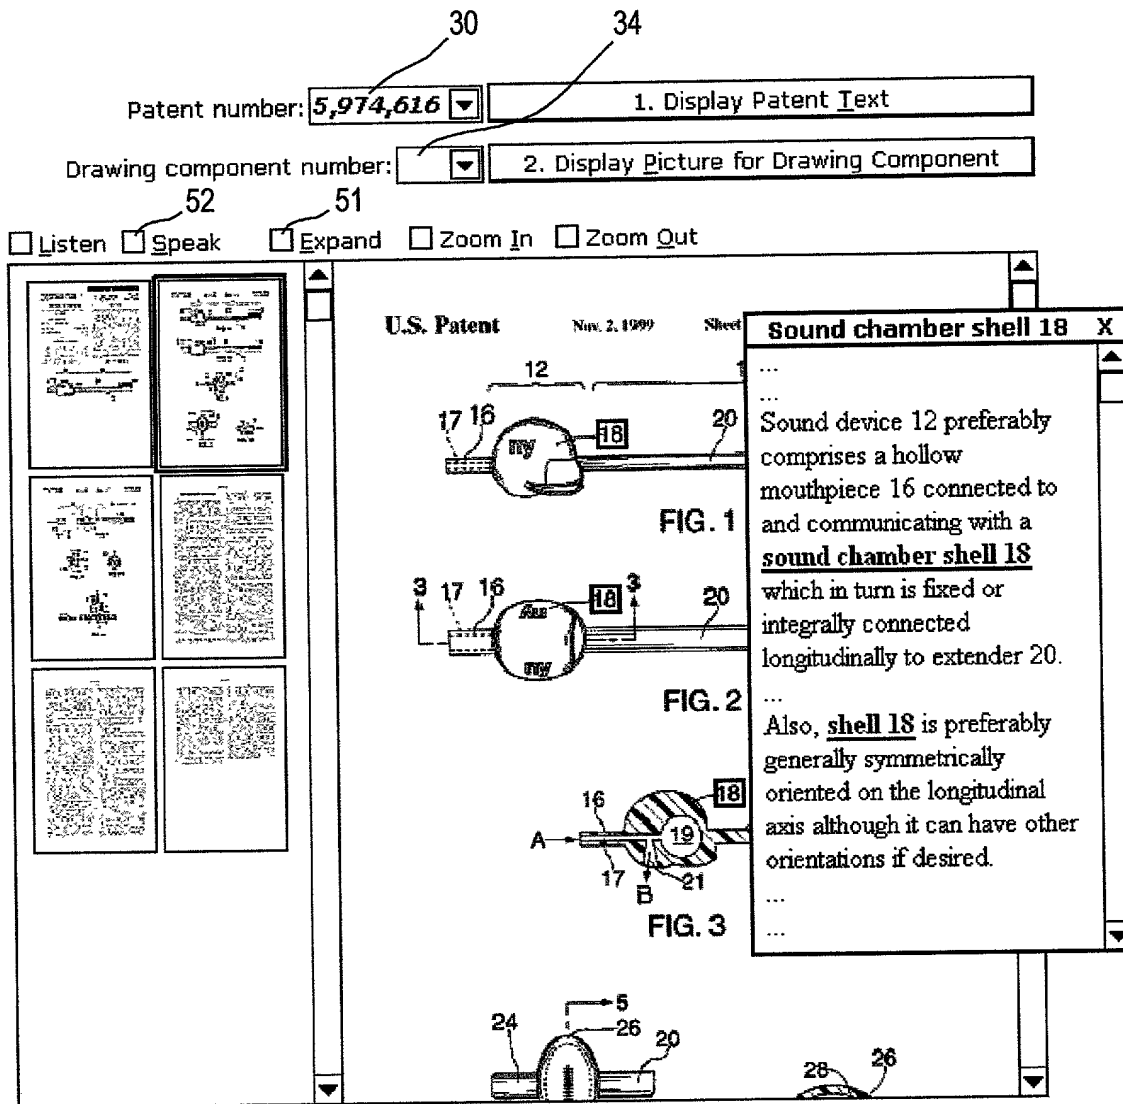 30
34
Patent number: 5,974,616 1. Display Patent Text
Drawing component number: 2. Display Picture for Drawing Component
52
51
Listen Speak Expand Zoom In Zoom Out
U.S. Patent Nov. 2, 1999 Sheet
12
17 16 ny 18 20
FIG. 1
3 17 16 Au 18 3 20
ny
FIG. 2
16 18
A 19
17 B 21
FIG. 3
5
24 26 20
28 26
Sound chamber shell 18 X
...
...
Sound device 12 preferably
comprises a hollow
mouthpiece 16 connected to
and communicating with a
sound chamber shell 18
which in turn is fixed or
integrally connected
longitudinally to extender 20.
...
Also, shell 18 is preferably
generally symmetrically
oriented on the longitudinal
axis although it can have other
orientations if desired.
...
...